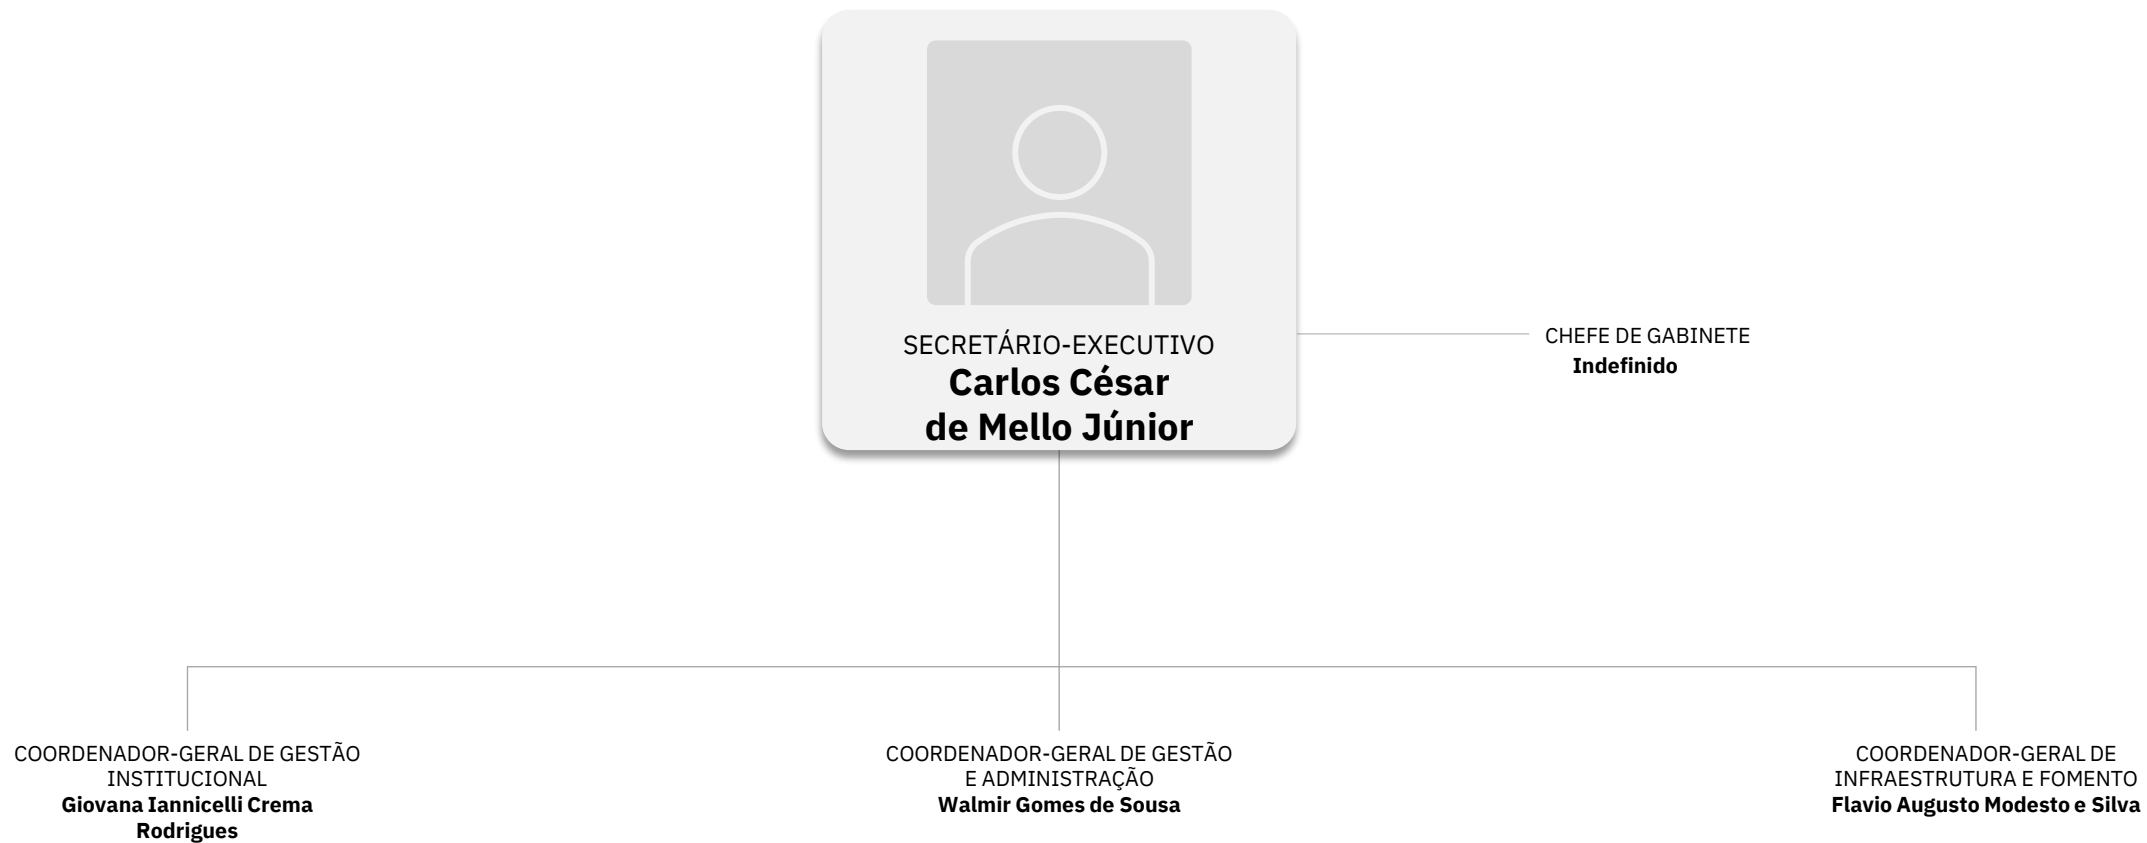 SECRETÁRIO-EXECUTIVO
Carlos César
de Mello Júnior
CHEFE DE GABINETE
Indefinido
COORDENADOR-GERAL DE GESTÃO
INSTITUCIONAL
Giovana Iannicelli Crema
Rodrigues
COORDENADOR-GERAL DE GESTÃO
E ADMINISTRAÇÃO
Walmir Gomes de Sousa
COORDENADOR-GERAL DE
INFRAESTRUTURA E FOMENTO
Flavio Augusto Modesto e Silva